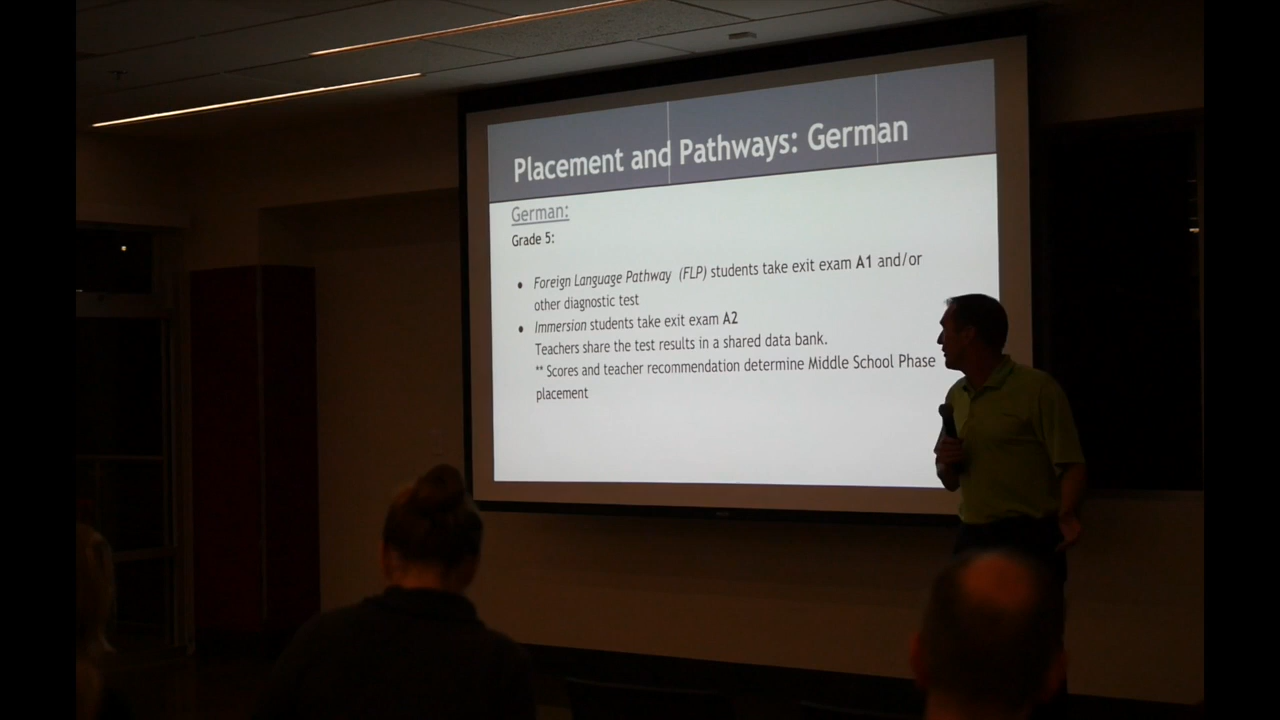 Placement and Pathways: German
German:
Grade 5:
• Foreign Language Pathway (FLP) students take exit exam A1 and/or
other diagnostic test
• Immersion students take exit exam A2
Teachers share the test results in a shared data bank.
** Scores and teacher recommendation determine Middle School Phase
placement